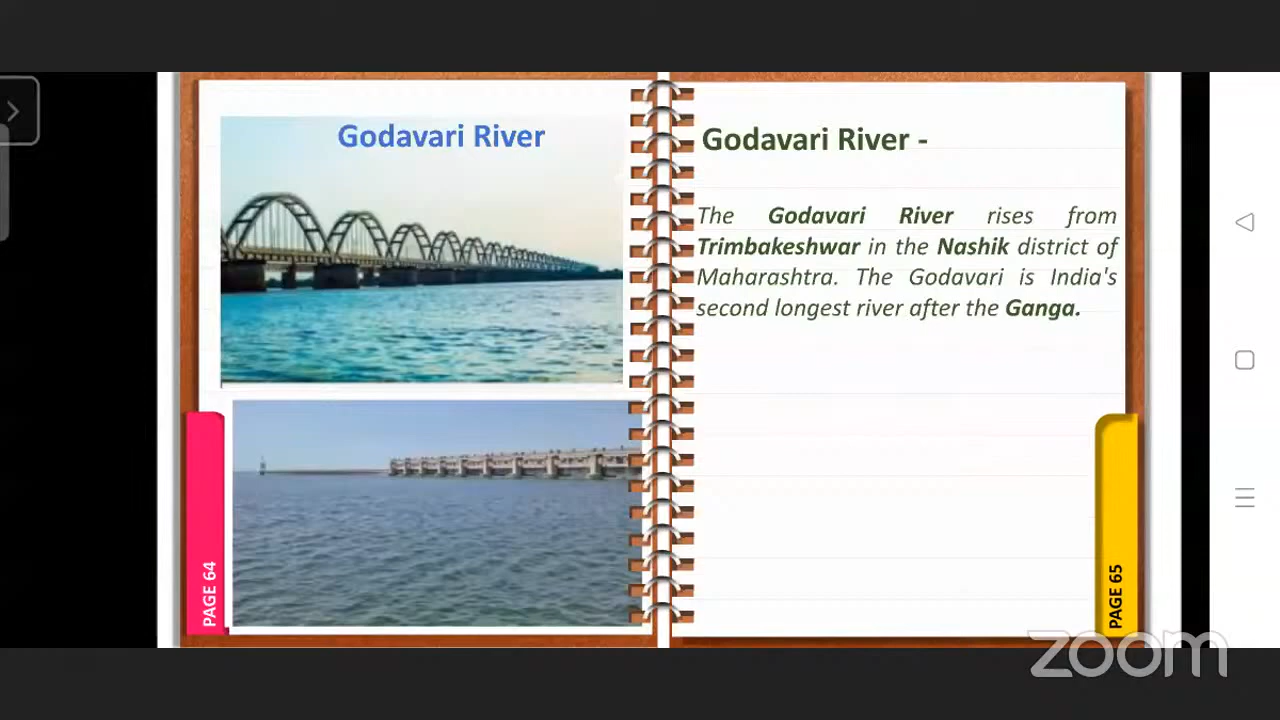 Godavari River
PAGE 64
Godavari River -
The Godavari River rises from
Trimbakeshwar in the Nashik district of
Maharashtra. The Godavari is India's
second longest river after the Ganga.
PAGE 65
zoom